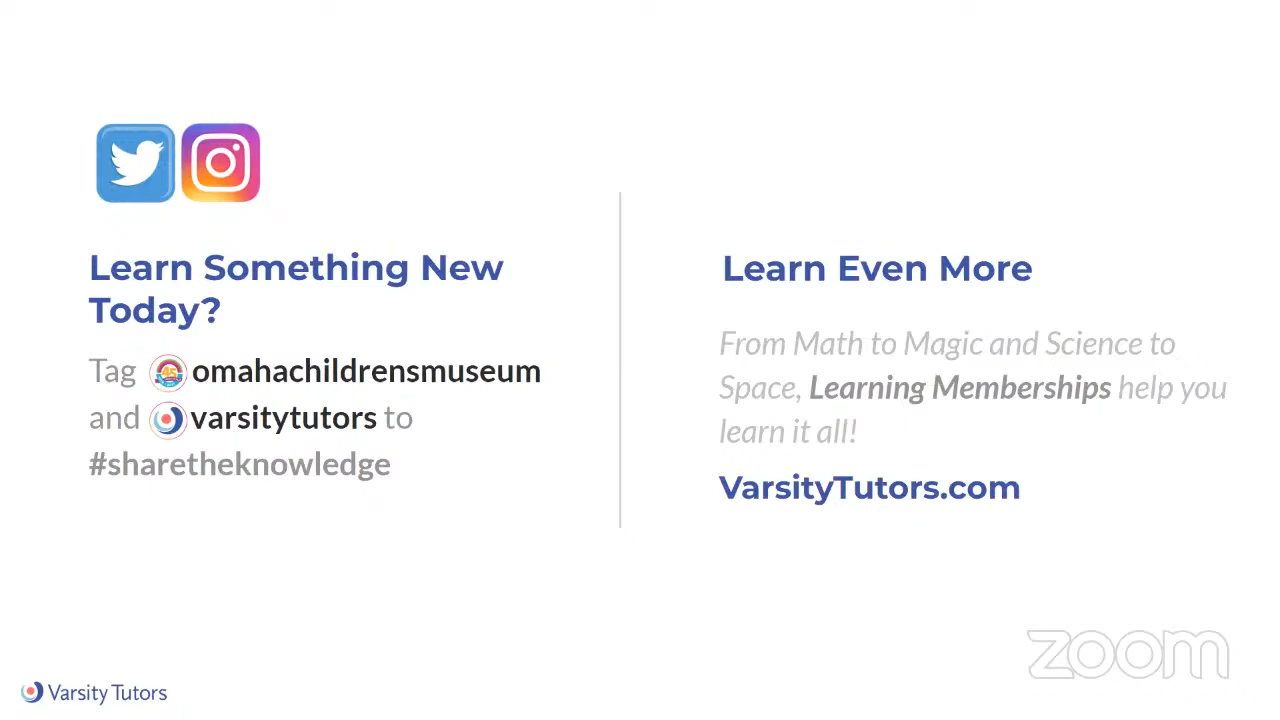 Learn Something New
Today?
Tag omahachildrensmuseum
and varsitytutors to
#sharetheknowledge
Learn Even More
From Math to Magic and Science to
Space, Learning Memberships help you
learn it all!
VarsityTutors.com
zoom
Varsity Tutors